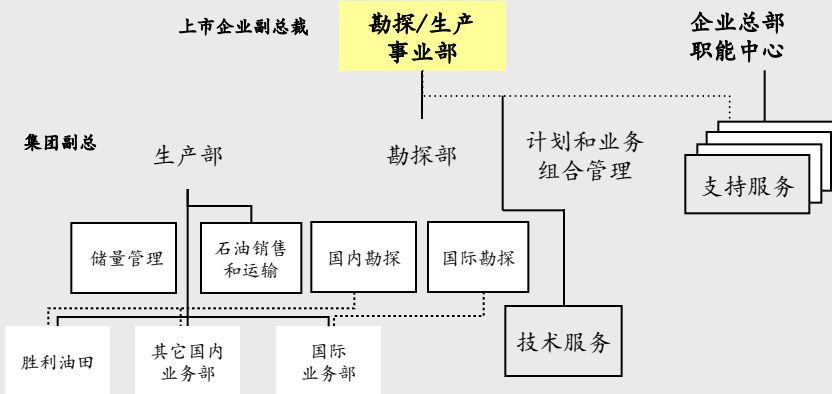 上市企业副总裁
勘探/生产
事业部
企业总部
职能中心
集团副总
生产部
勘探部
计划和业务
组合管理
支持服务
储量管理
石油销售
和运输
国内勘探
国际勘探
技术服务
胜利油田
其它国内
业务部
国际
业务部